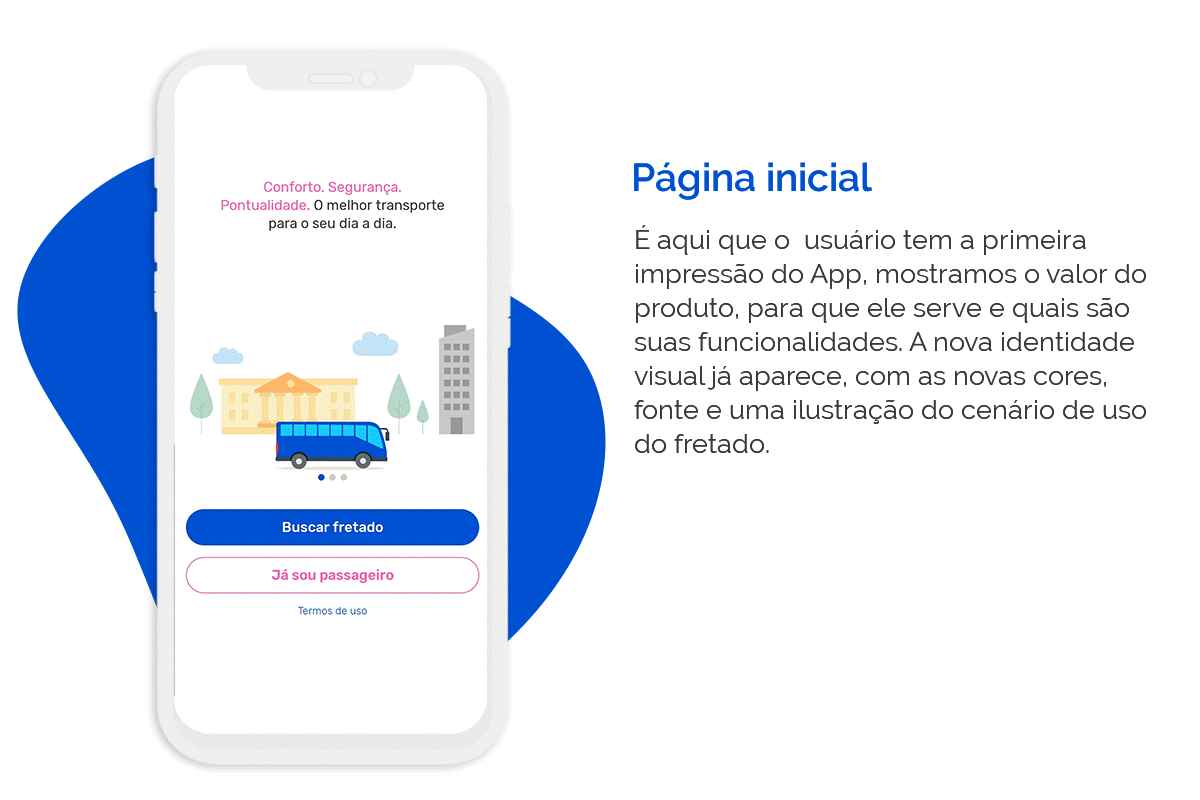 Conforto. Segurança.
Pontualidade. O melhor transporte
para o seu dia a dia.
Buscar fretado
Já sou passageiro
Termos de uso
Página inicial
É aqui que o  usuário tem a primeira
impressão do App, mostramos o valor do
produto, para que ele serve e quais são
suas funcionalidades. A nova identidade
visual já aparece, com as novas cores,
fonte e uma ilustração do cenário de uso
do fretado.